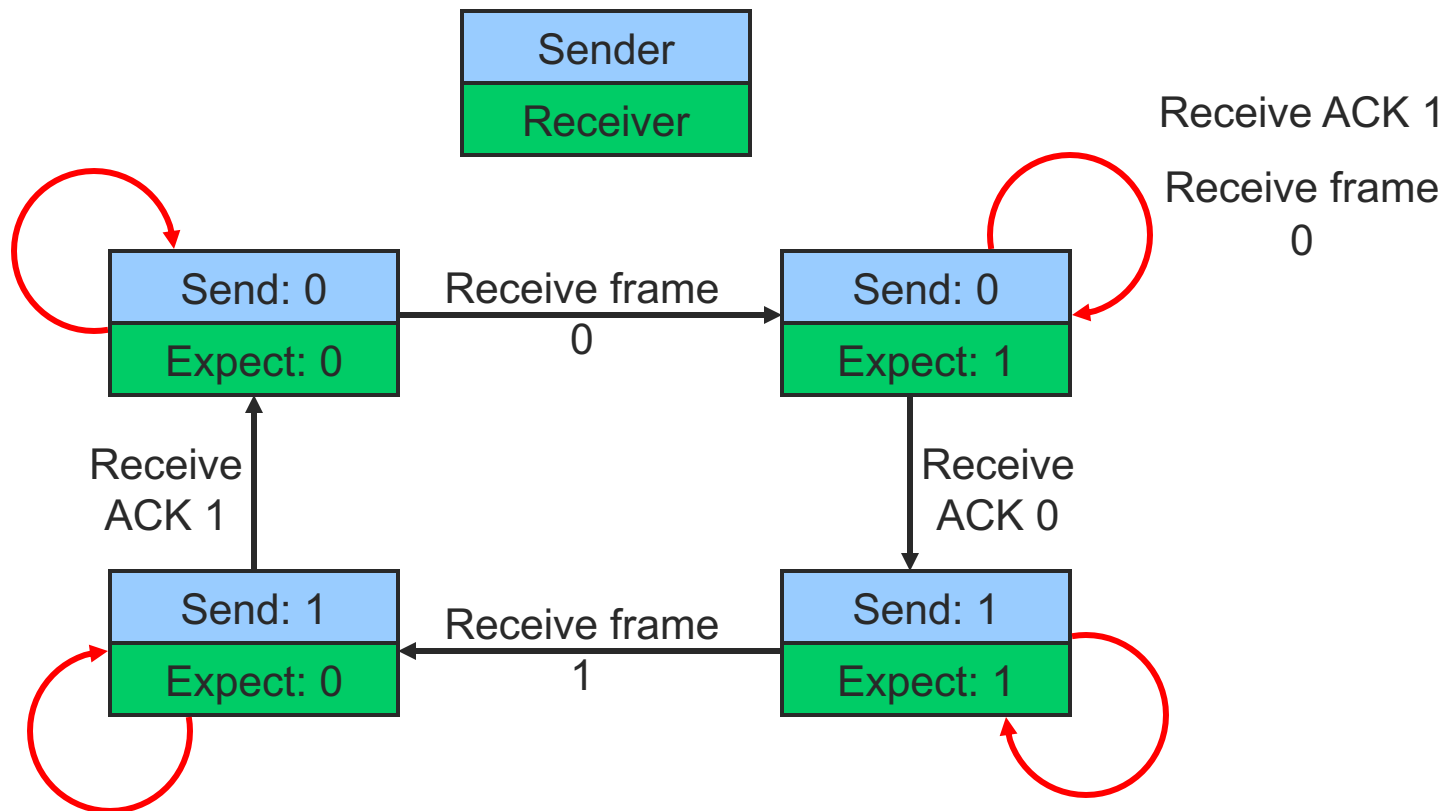 Sender
Receiver
Receive ACK 1
Receive frame
0
Send: 0
Expect: 0
Receive frame
0
Send: 0
Expect: 1
Receive
ACK 1
Receive
ACK 0
Send: 1
Expect: 0
Receive frame
1
Send: 1
Expect: 1